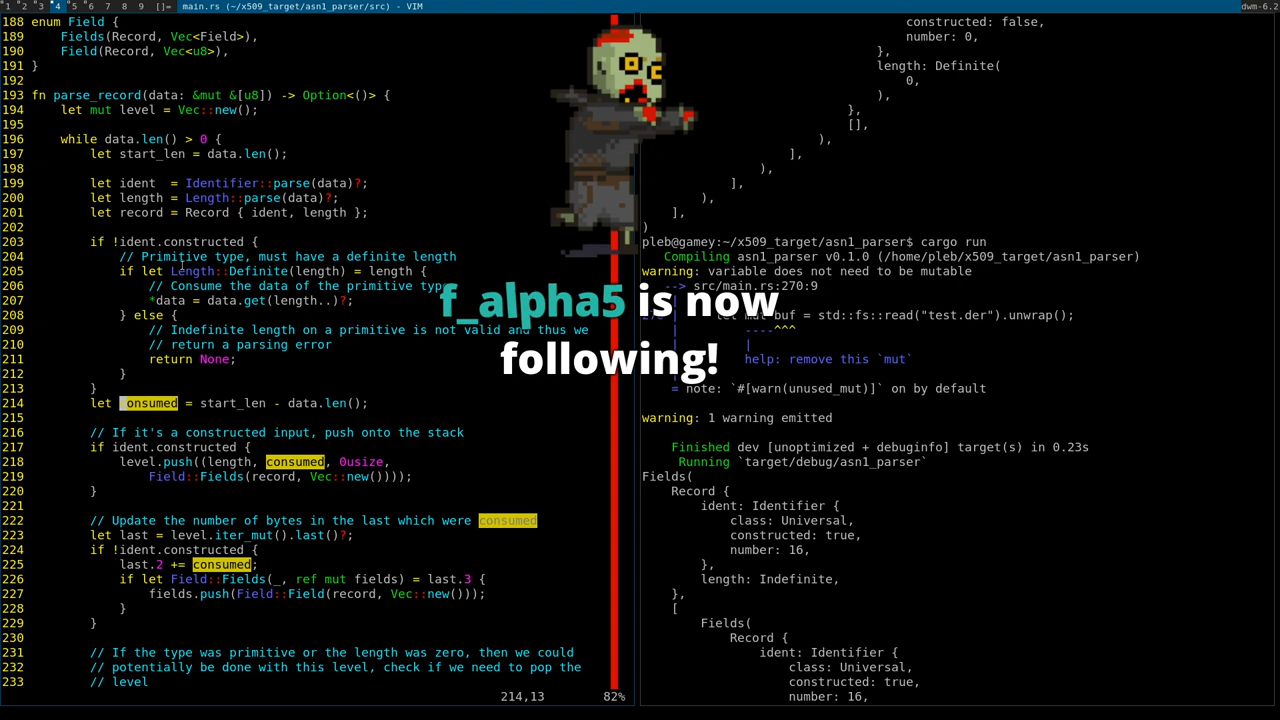 1 2 3 4 5 6 7 8 9 []= main.rs (~/x509_target/asn1_parser/src) - VIM dwm-6.2
188 enum Field {
189     Fields(Record, Vec<Field>),
190     Field(Record, Vec<u8>),
191 }
192
193 fn parse_record(data: &mut &[u8]) -> Option<()> {
194     let mut level = Vec::new();
195
196     while data.len() > 0 {
197         let start_len = data.len();
198
199         let ident  = Identifier::parse(data)?;
200         let length = Length::parse(data)?;
201         let record = Record { ident, length };
202
203         if !ident.constructed {
204             // Primitive type, must have a definite length
205             if let Length::Definite(length) = length {
206                 // Consume the data of the primitive typ
207                 *data = data.get(length..)?;
208             } else {
209                 // Indefinite length on a primitive is not valid and thus we
210                 // return a parsing error
211                 return None;
212             }
213         }
214         let consumed = start_len - data.len();
215
216         // If it's a constructed input, push onto the stack
217         if ident.constructed {
218             level.push((length, consumed, 0usize,
219                 Field::Fields(record, Vec::new())));
220         }
221
222         // Update the number of bytes in the last which were consumed
223         let last = level.iter_mut().last()?;
224         if !ident.constructed {
225             last.2 += consumed;
226             if let Field::Fields(_, ref mut fields) = last.3 {
227                 fields.push(Field::Field(record, Vec::new()));
228             }
229         }
230
231         // If the type was primitive or the length was zero, then we could
232         // potentially be done with this level, check if we need to pop the
233         // level
214,13 82%
f_alpha5 is now
following!
constructed: false,
number: 0,
},
length: Definite(
0,
),
},
[],
),
],
),
],
),
],
)
pleb@gamey:~/x509_target/asn1_parser$ cargo run
Compiling asn1_parser v0.1.0 (/home/pleb/x509_target/asn1_parser)
warning: variable does not need to be mutable
--> src/main.rs:270:9
|
let mut buf = std::fs::read("test.der").unwrap();
| ----^^^
| |
| help: remove this `mut`
|
= note: `#[warn(unused_mut)]` on by default

warning: 1 warning emitted

Finished dev [unoptimized + debuginfo] target(s) in 0.23s
Running `target/debug/asn1_parser`
Fields(
Record {
ident: Identifier {
class: Universal,
constructed: true,
number: 16,
},
length: Indefinite,
},
[
Fields(
Record {
ident: Identifier {
class: Universal,
constructed: true,
number: 16,